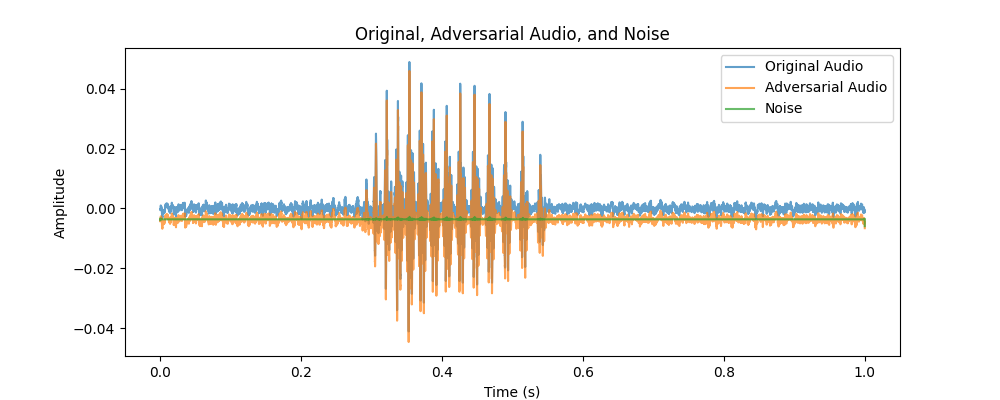 Original, Adversarial Audio, and Noise
Original Audio
Adversarial Audio
Noise
Amplitude
0.04
0.02
0.00
−0.02
−0.04
0.0
0.2
0.4
0.6
0.8
1.0
Time (s)